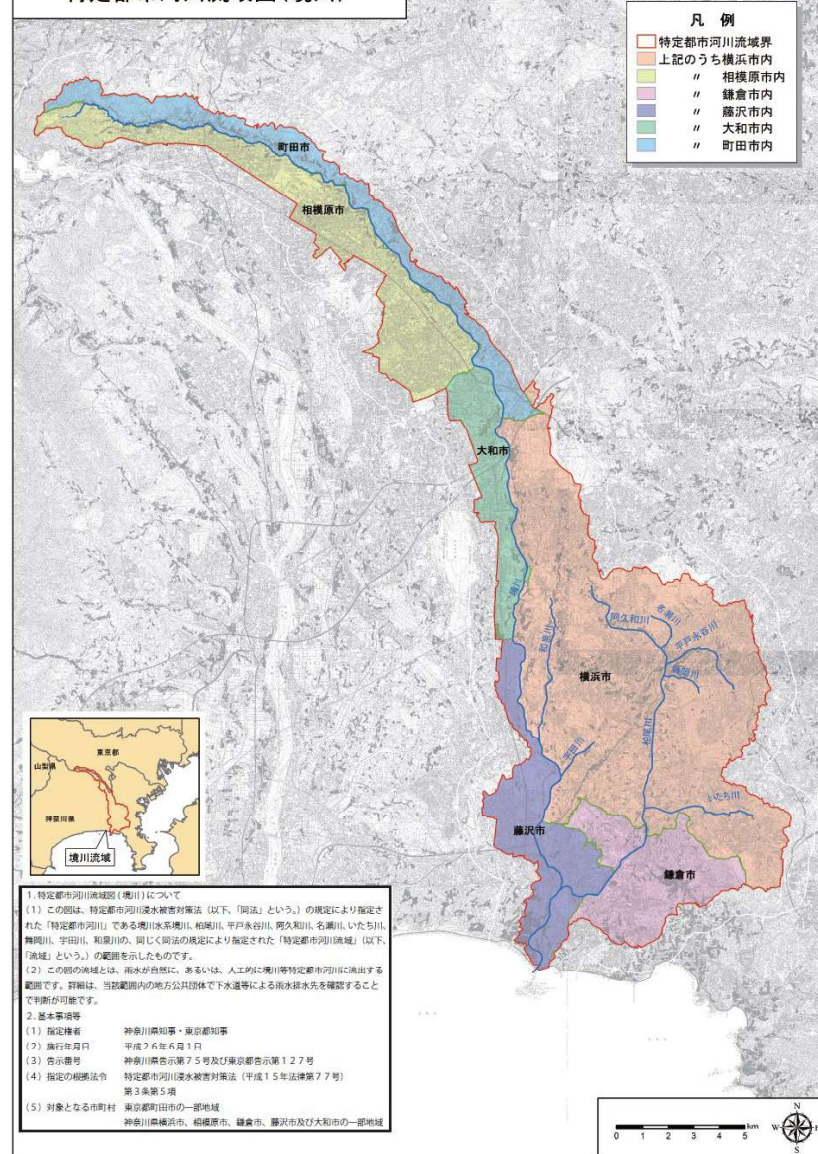 凡 例
特定都市河川流域界
上記のうち横浜市内
〃 相模原市内
〃 鎌倉市内
〃 藤沢市内
〃 大和市内
〃 町田市内
町田市
相模原市
大和市
境川
和泉川
阿久和川
名瀬川
平戸永谷川
舞岡川
横浜市
柏尾川
宇田川
いたち川
藤沢市
鎌倉市
東京都
山梨県
神奈川県
境川流域
1.特定都市河川流域図(境川)について
(1)この図は、特定都市河川浸水被害対策法(以下、「同法」という。)の規定により指定さ
れた「特定都市河川」である境川水系境川、柏尾川、平戸永谷川、阿久和川、名瀬川、いたち川、
舞岡川、宇田川、和泉川の、同じく同法の規定により指定された「特定都市河川流域」(以下、
「流域」という。)の範囲を示したものです。
(2)この図の流域とは、雨水が自然に、あるいは、人工的に境川等特定都市河川に流出する
範囲です。詳細は、当該範囲内の地方公共団体で下水道等による雨水排水先を確認すること
で判断が可能です。
2.基本事項等
(1)指定権者 神奈川県知事・東京都知事
(2)施行年月日 平成26年6月1日
(3)告示番号 神奈川県告示第75号及び東京都告示第127号
(4)指定の根拠法令 特定都市河川浸水被害対策法(平成15年法律第77号)
第3条第5項
(5)対象となる市町村 東京都町田市の一部地域
神奈川県横浜市、相模原市、鎌倉市、藤沢市及び大和市の一部地域
0 1 2 3 4 5 km
N
W E
S